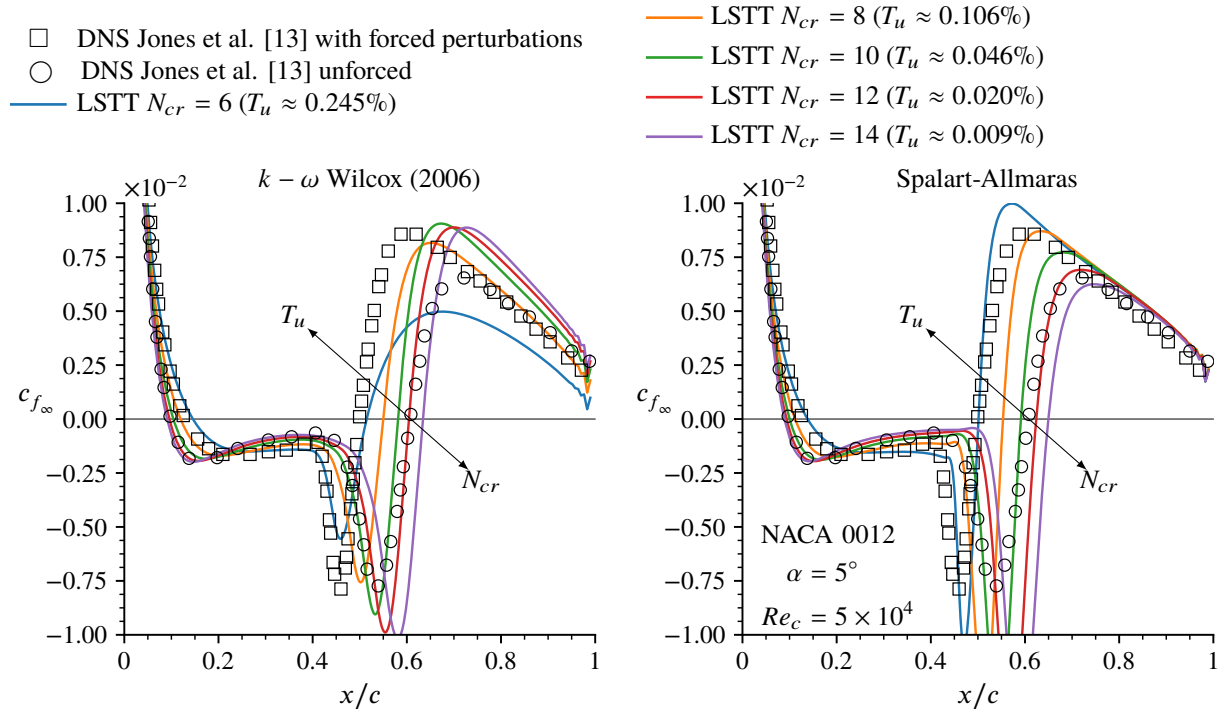 DNS Jones et al. [13] with forced perturbations
DNS Jones et al. [13] unforced
LSTT N_cr = 6 (T_u ≈ 0.245%)
LSTT N_cr = 8 (T_u ≈ 0.106%)
LSTT N_cr = 10 (T_u ≈ 0.046%)
LSTT N_cr = 12 (T_u ≈ 0.020%)
LSTT N_cr = 14 (T_u ≈ 0.009%)
×10⁻²
k − ω Wilcox (2006)
1.00
0.75
0.50
0.25
0.00
−0.25
−0.50
−0.75
−1.00
c_f∞
T_u
N_cr
0 0.2 0.4 0.6 0.8 1
x/c
×10⁻²
Spalart-Allmaras
1.00
0.75
0.50
0.25
0.00
−0.25
−0.50
−0.75
−1.00
c_f∞
T_u
N_cr
NACA 0012
α = 5°
Re_c = 5 × 10⁴
0 0.2 0.4 0.6 0.8 1
x/c